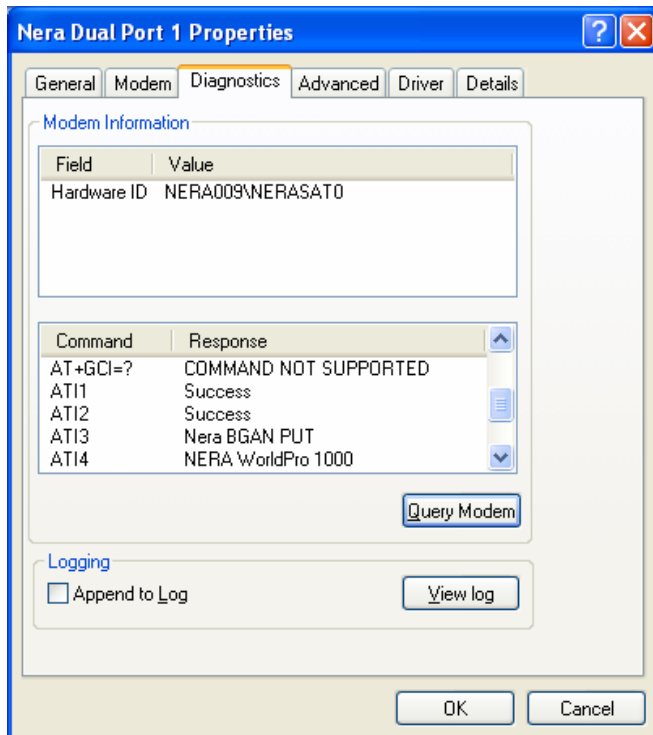 Nera Dual Port 1 Properties
General Modem Diagnostics Advanced Driver Details
Modem Information
Field Value
Hardware ID NERA009\NERASAT0
Command Response
AT+GCI=? COMMAND NOT SUPPORTED
ATI1 Success
ATI2 Success
ATI3 Nera BGAN PUT
ATI4 NERA WorldPro 1000
Query Modem
Logging
Append to Log View log
OK Cancel